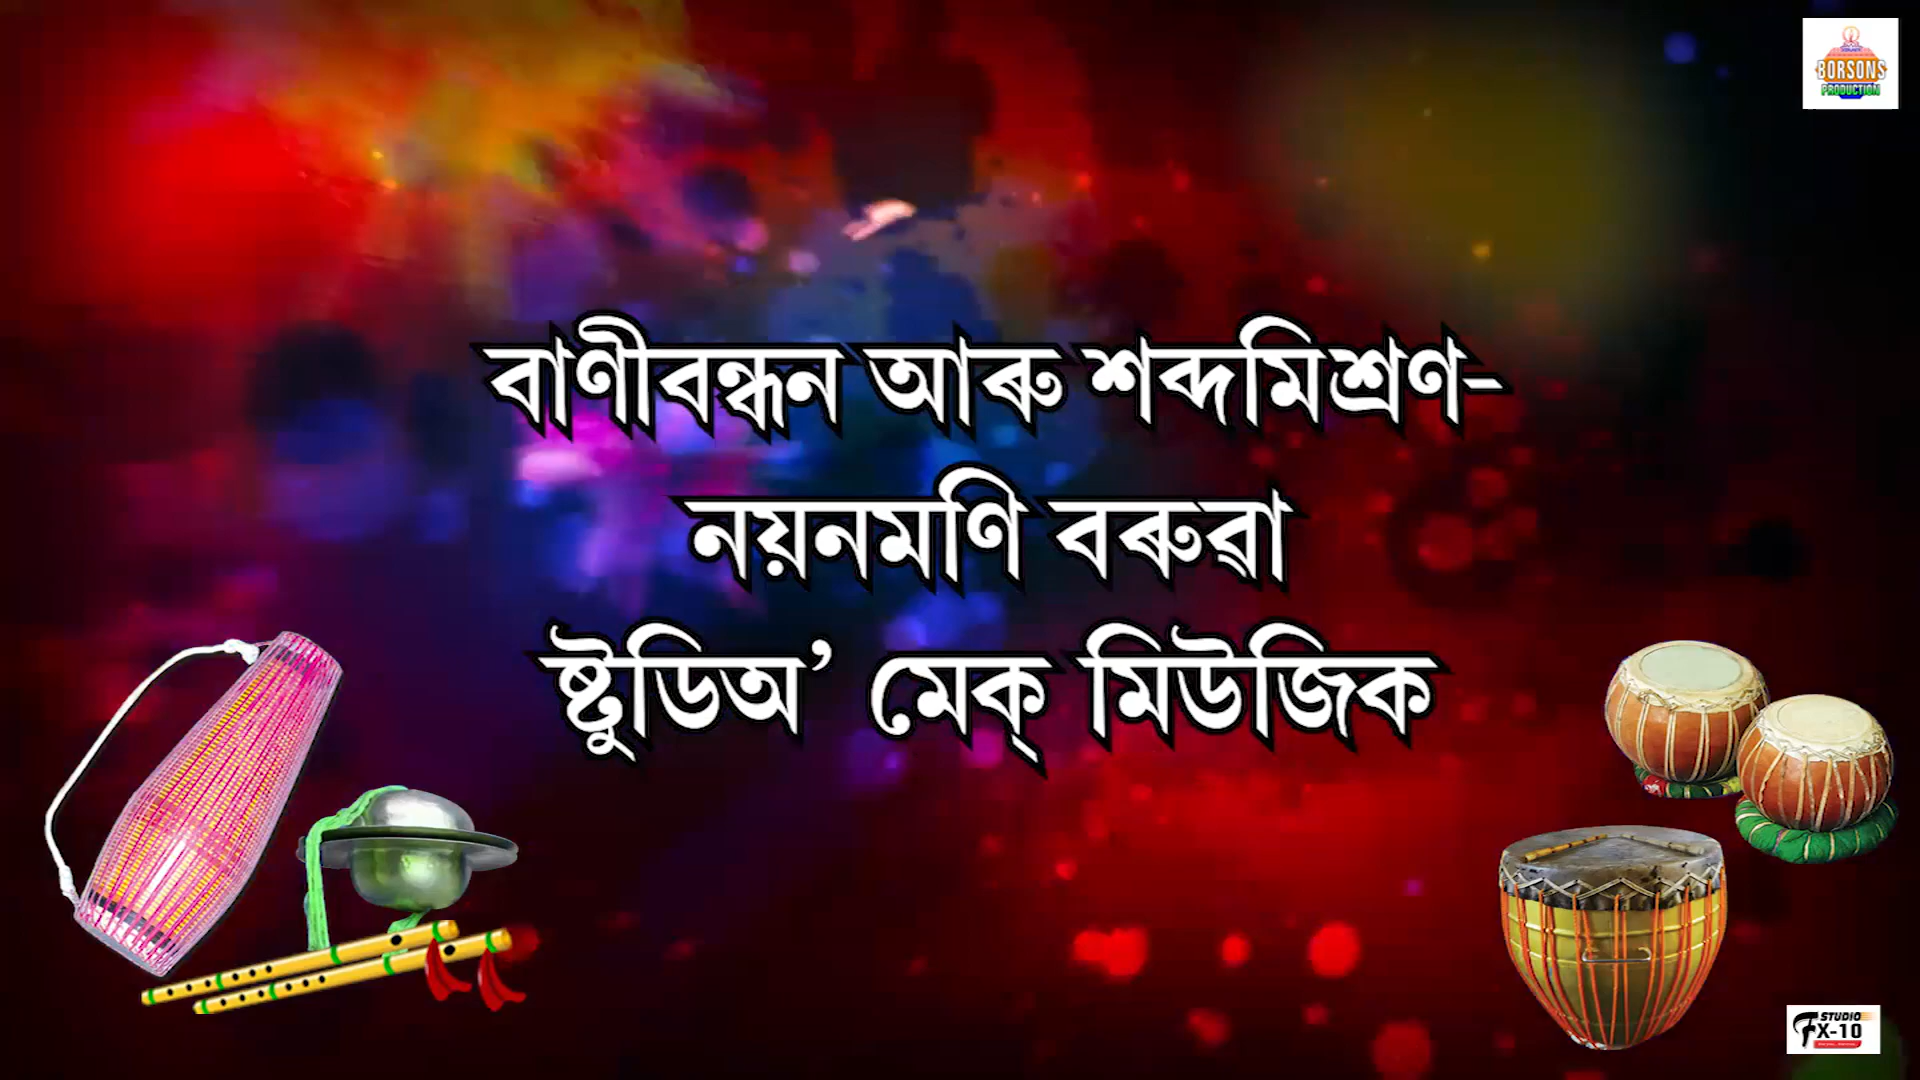 BORSONS
PRODUCTION
বাণীবন্ধন আৰু শব্দমিশ্ৰণ-
নয়নমণি বৰুৱা
ষ্টুডিঅ’ মেক্ মিউজিক
STUDIO
FX-10